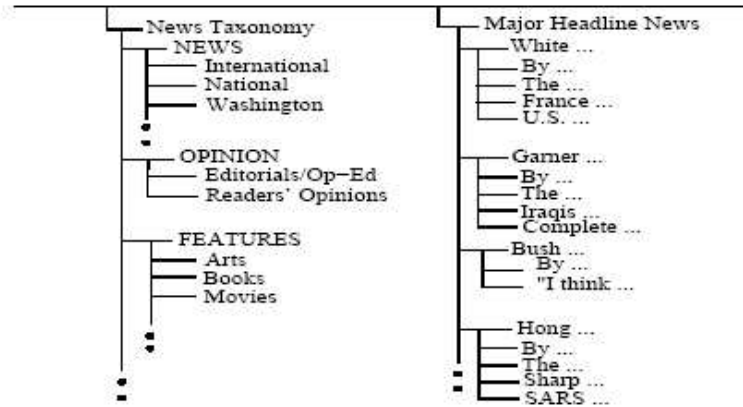 News Taxonomy
NEWS
International
National
Washington
OPINION
Editorials/Op-Ed
Readers' Opinions
FEATURES
Arts
Books
Movies
Major Headline News
White ...
By ...
The ...
France ...
U.S. ...
Garner ...
By ...
The ...
Iraqis ...
Complete ...
Bush ...
By ...
"I think ...
Hong ...
By ...
The ...
Sharp ...
SARS ...